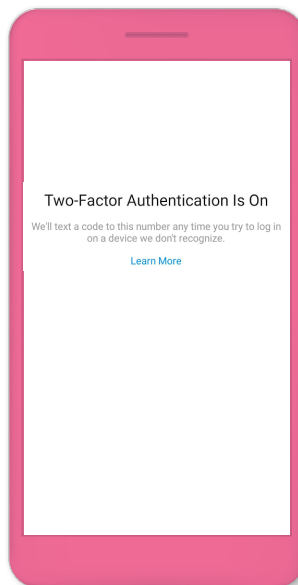 Two-Factor Authentication Is On
We'll text a code to this number any time you try to log in
on a device we don't recognize.
Learn More